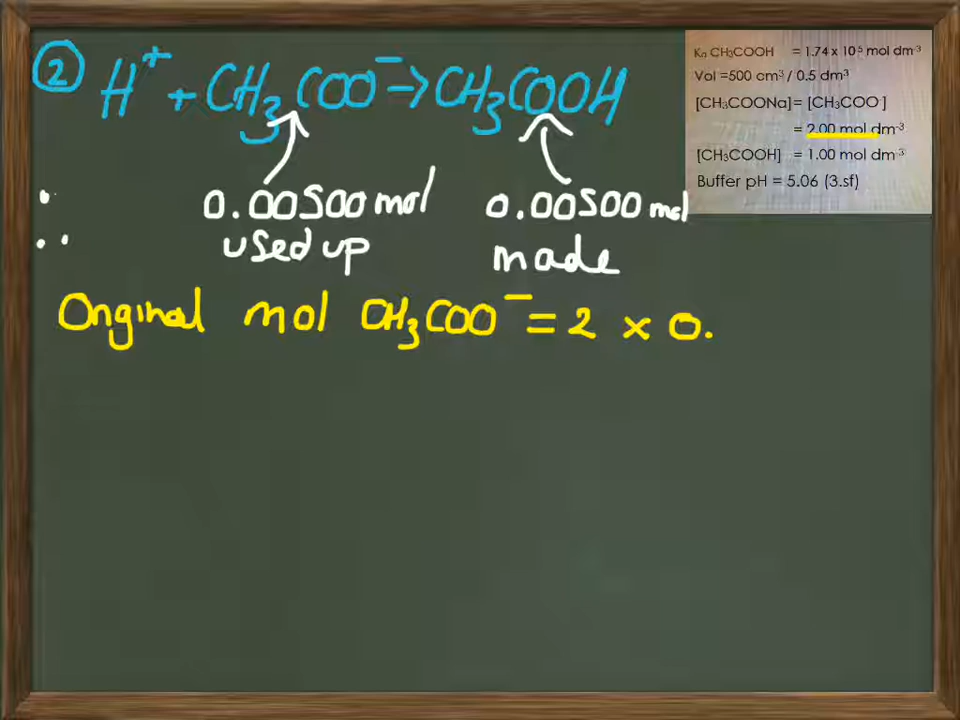 ② H⁺ + CH₃COO⁻ → CH₃COOH
0.00500 mol used up
0.00500 mol made
Original mol CH₃COO⁻ = 2 x 0.
Ka CH₃COOH = 1.74 x 10⁻⁵ mol dm⁻³
Vol =500 cm³ / 0.5 dm³
[CH₃COONa] = [CH₃COO⁻]
= 2.00 mol dm⁻³
[CH₃COOH] = 1.00 mol dm⁻³
Buffer pH = 5.06 (3.sf)